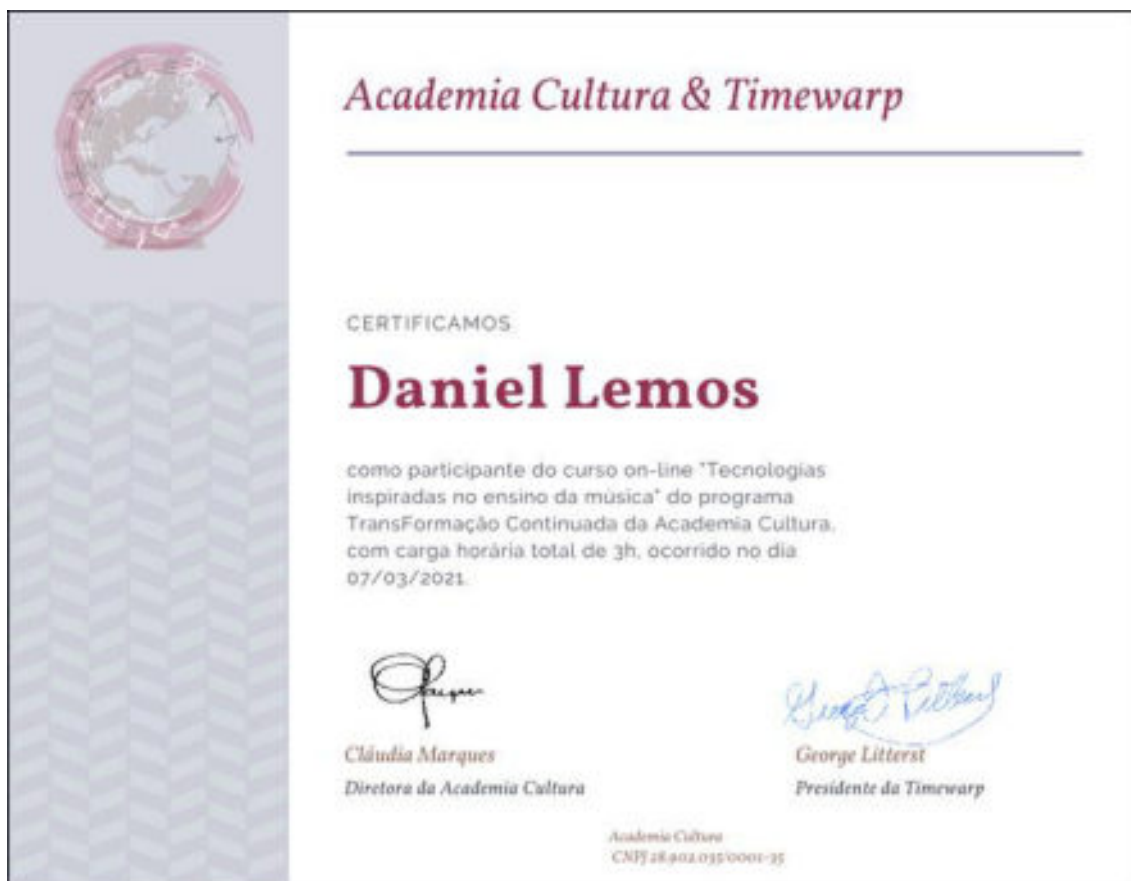 Academia Cultura & Timewarp
CERTIFICAMOS
Daniel Lemos
como participante do curso on-line "Tecnologias
inspiradas no ensino da música" do programa
TransFormação Continuada da Academia Cultura,
com carga horária total de 3h, ocorrido no dia
07/03/2021.
Cláudia Marques
Diretora da Academia Cultura
George Litterst
Presidente da Timewarp
Academia Cultura
CNPJ 28.902.035/0001-35